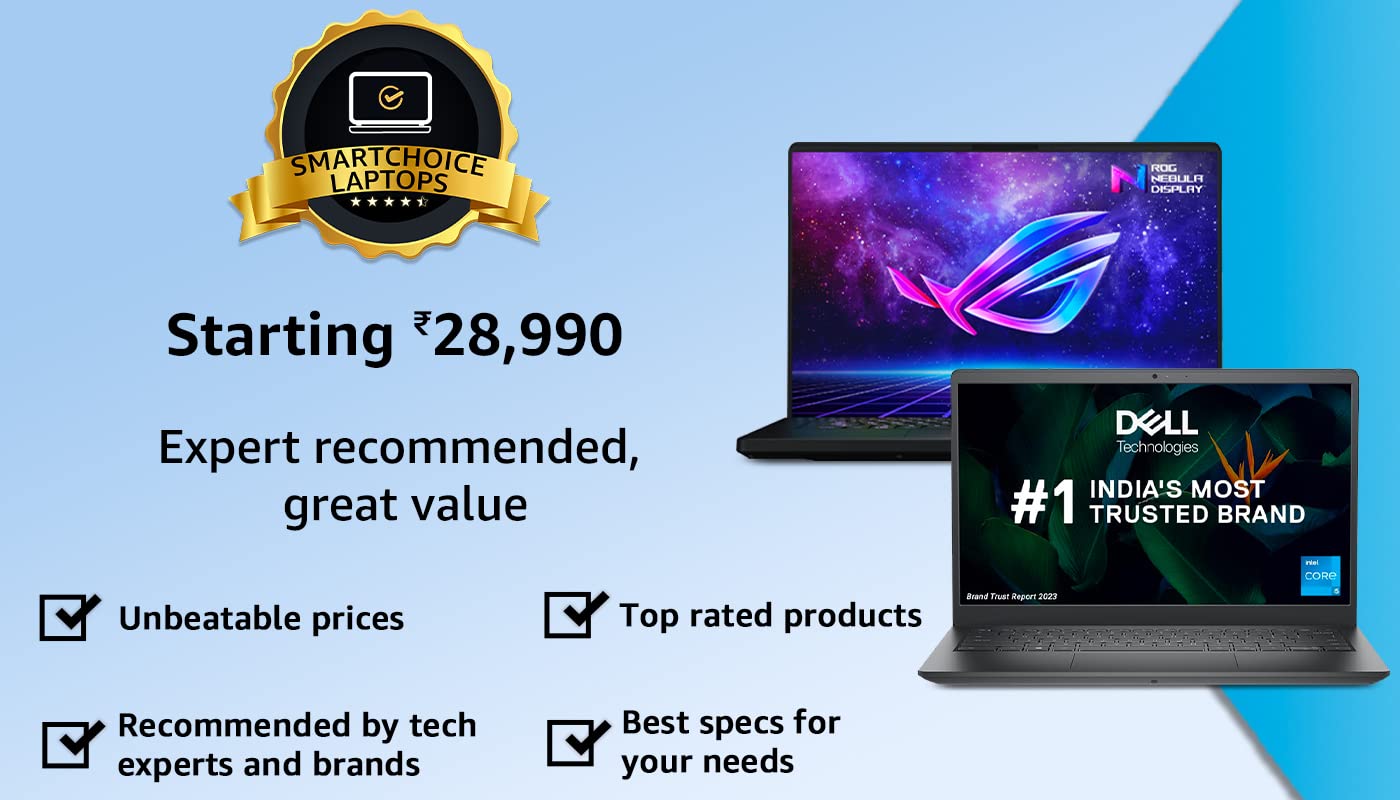 SMARTCHOICE
LAPTOPS
Starting ₹28,990
Expert recommended,
great value
Unbeatable prices
Top rated products
Recommended by tech
experts and brands
Best specs for
your needs
ROG
NEBULA
DISPLAY
DELL
Technologies
#1 INDIA'S MOST
TRUSTED BRAND
intel
CORE
i5
Brand Trust Report 2023